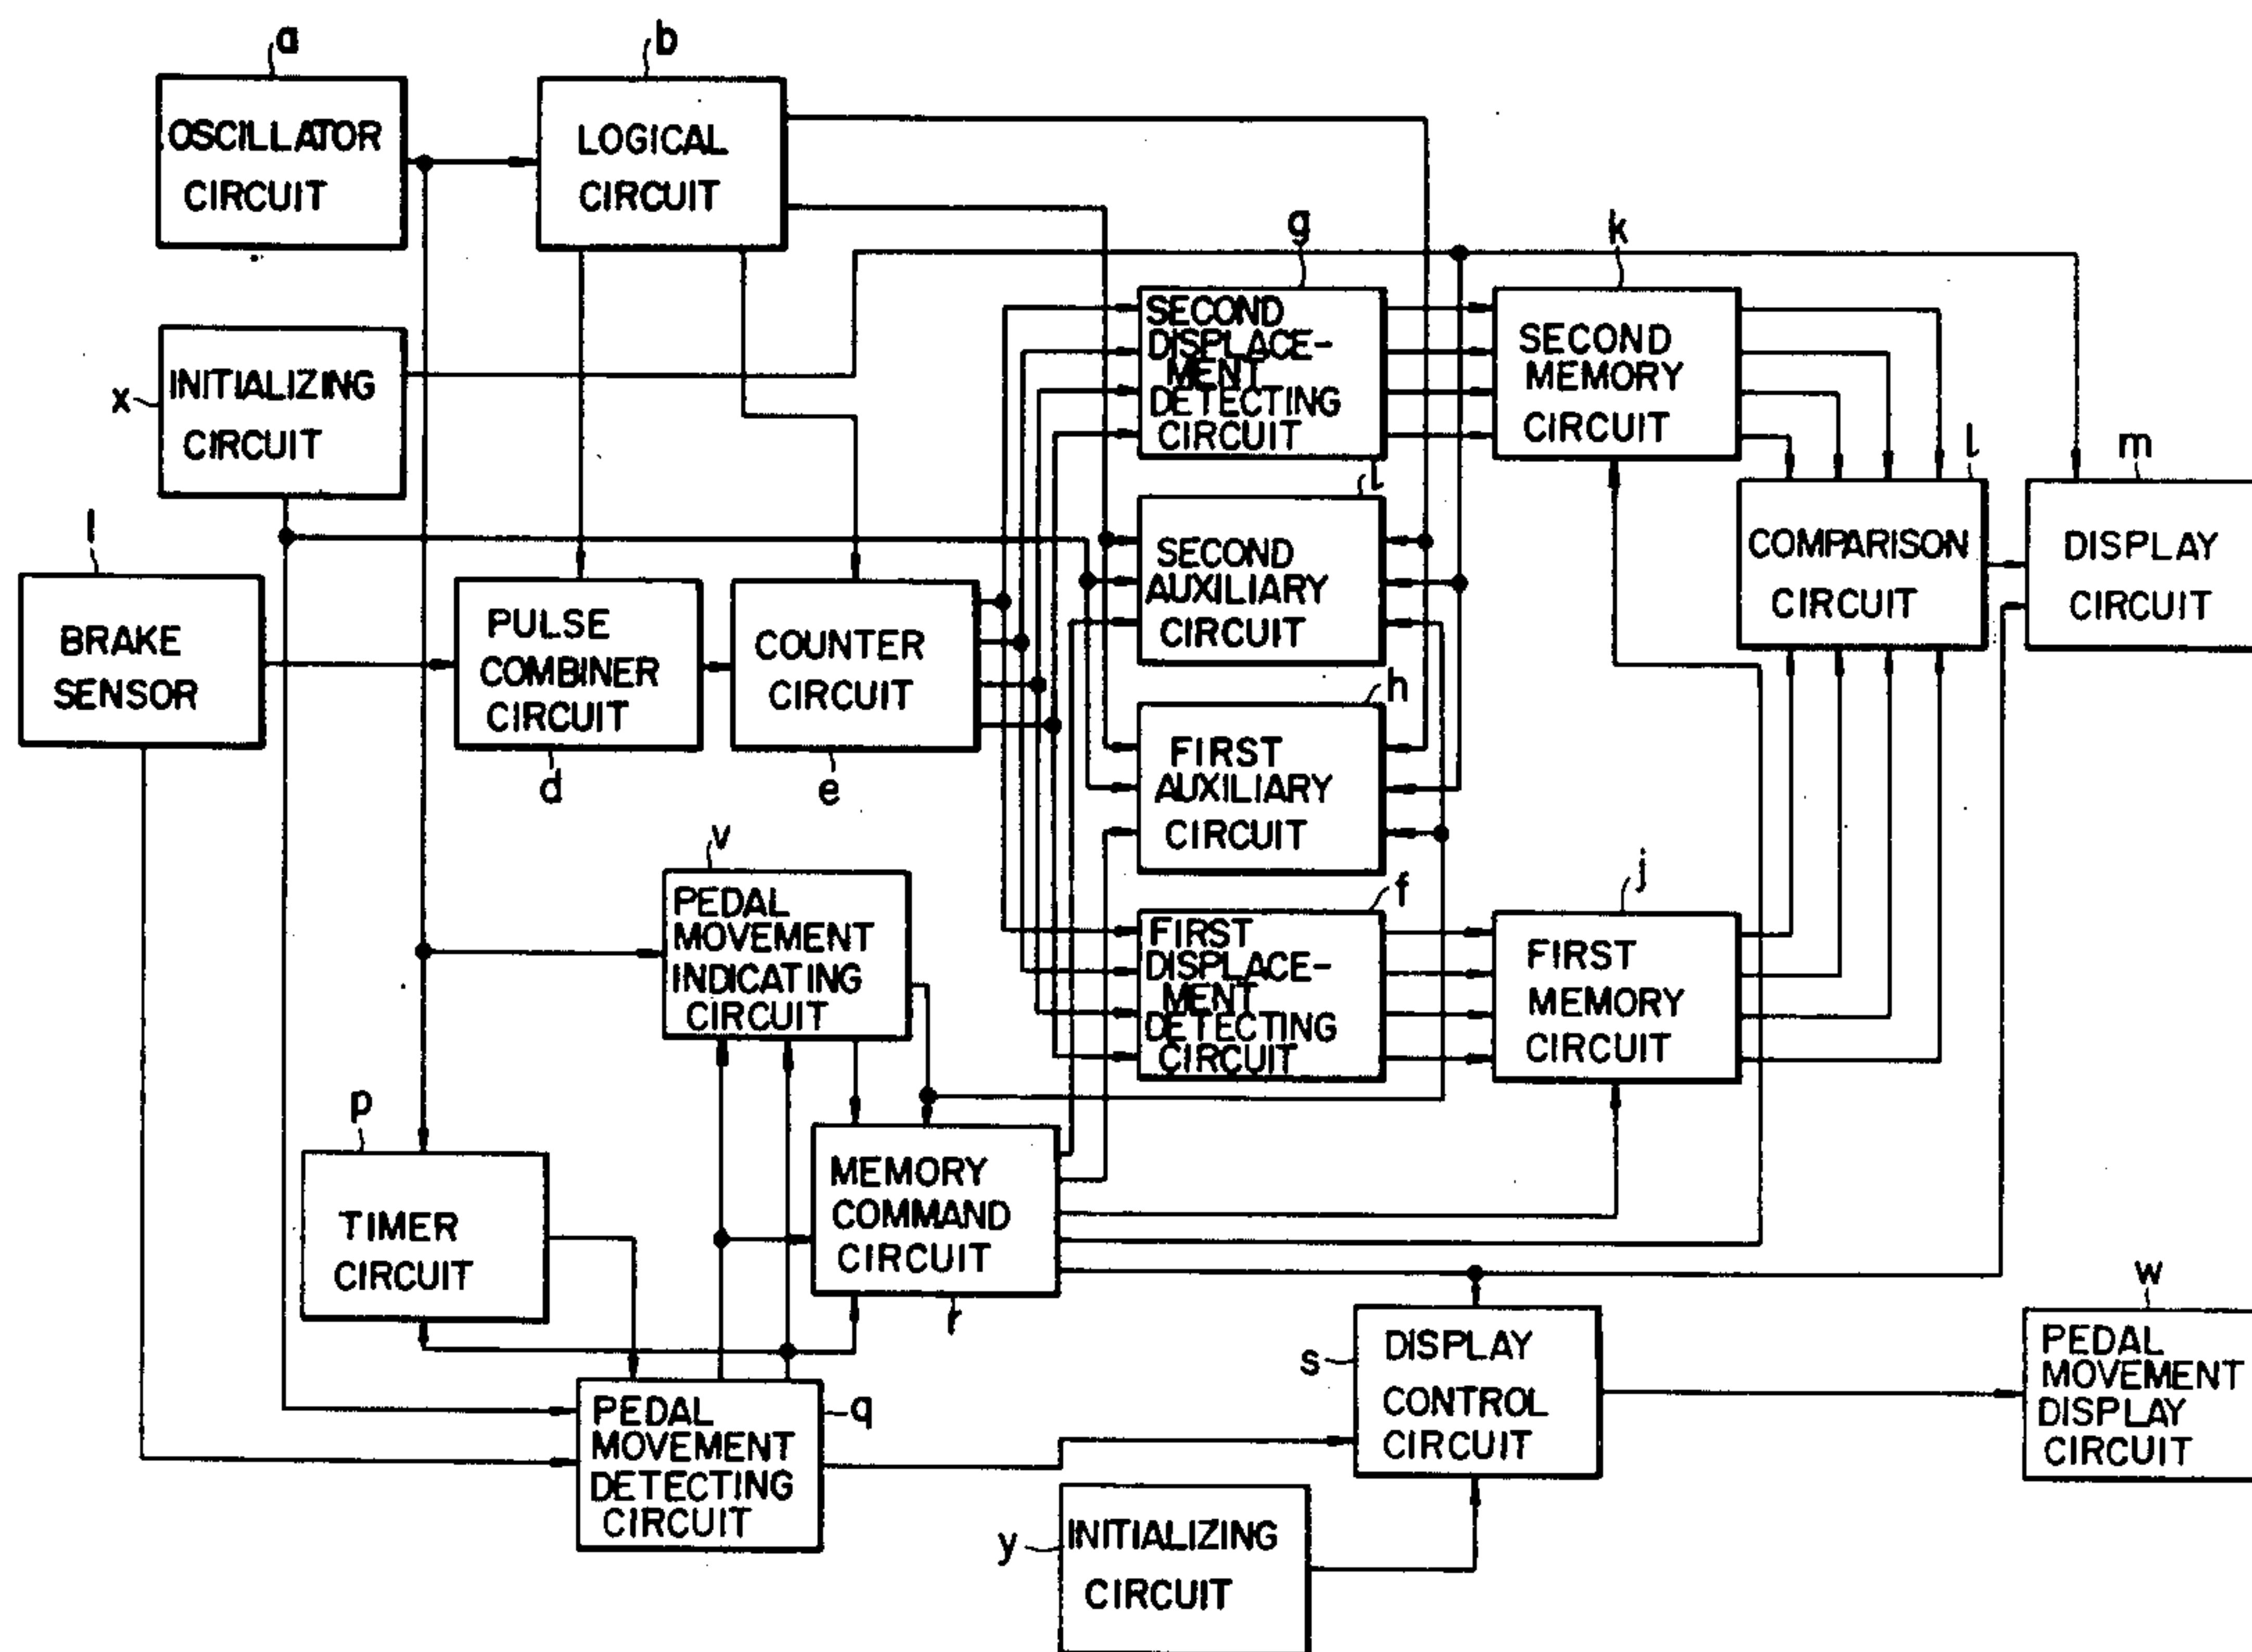 a
OSCILLATOR
CIRCUIT
b
LOGICAL
CIRCUIT
x
INITIALIZING
CIRCUIT
g
SECOND
DISPLACE-
MENT
DETECTING
CIRCUIT
k
SECOND
MEMORY
CIRCUIT
l
COMPARISON
CIRCUIT
m
DISPLAY
CIRCUIT
BRAKE
SENSOR
d
PULSE
COMBINER
CIRCUIT
e
COUNTER
CIRCUIT
SECOND
AUXILIARY
CIRCUIT
h
FIRST
AUXILIARY
CIRCUIT
v
PEDAL
MOVEMENT
INDICATING
CIRCUIT
f
FIRST
DISPLACE-
MENT
DETECTING
CIRCUIT
j
FIRST
MEMORY
CIRCUIT
p
TIMER
CIRCUIT
MEMORY
COMMAND
CIRCUIT
r
q
PEDAL
MOVEMENT
DETECTING
CIRCUIT
s
DISPLAY
CONTROL
CIRCUIT
w
PEDAL
MOVEMENT
DISPLAY
CIRCUIT
y
INITIALIZING
CIRCUIT